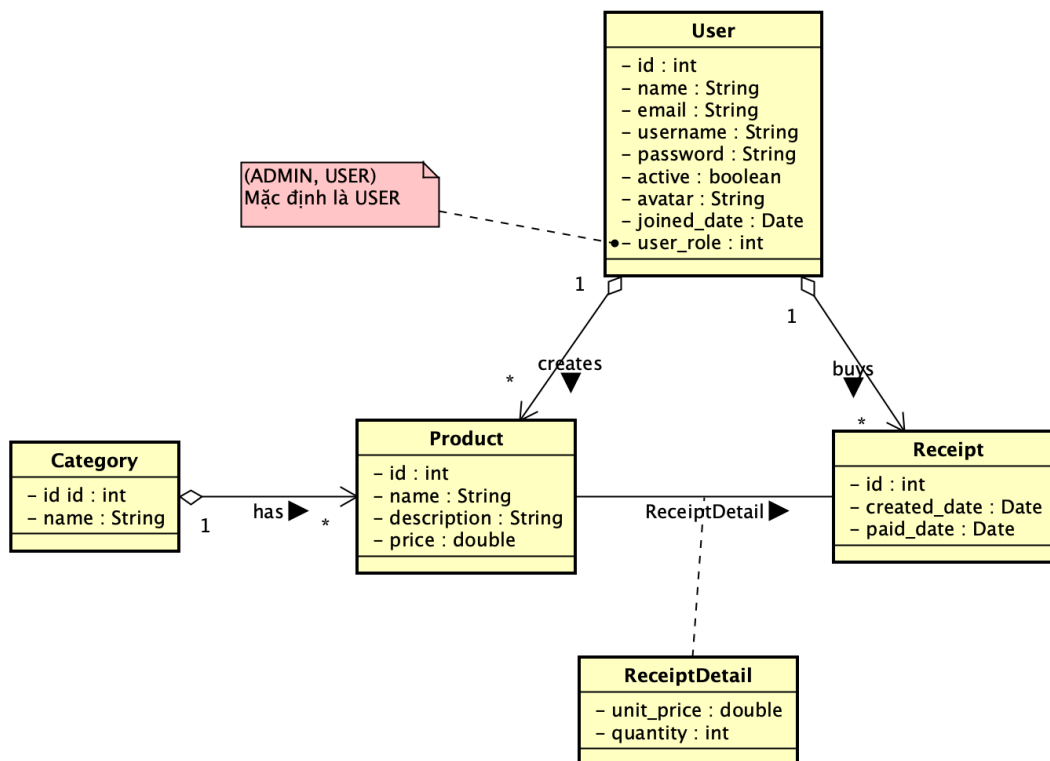 User
– id : int
– name : String
– email : String
– username : String
– password : String
– active : boolean
– avatar : String
– joined_date : Date
– user_role : int
(ADMIN, USER)
Mặc định là USER
1
1
creates
buys
*
*
Category
– id id : int
– name : String
1
has
*
Product
– id : int
– name : String
– description : String
– price : double
ReceiptDetail
Receipt
– id : int
– created_date : Date
– paid_date : Date
ReceiptDetail
– unit_price : double
– quantity : int